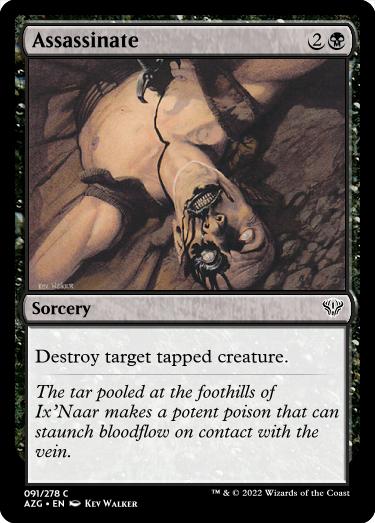 Assassinate 2
KEV WALKER
Sorcery
Destroy target tapped creature.
The tar pooled at the foothills of
Ix'Naar makes a potent poison that can
staunch bloodflow on contact with the
vein.
091/278 C
AZG • EN KEV WALKER
™ & © 2022 Wizards of the Coast